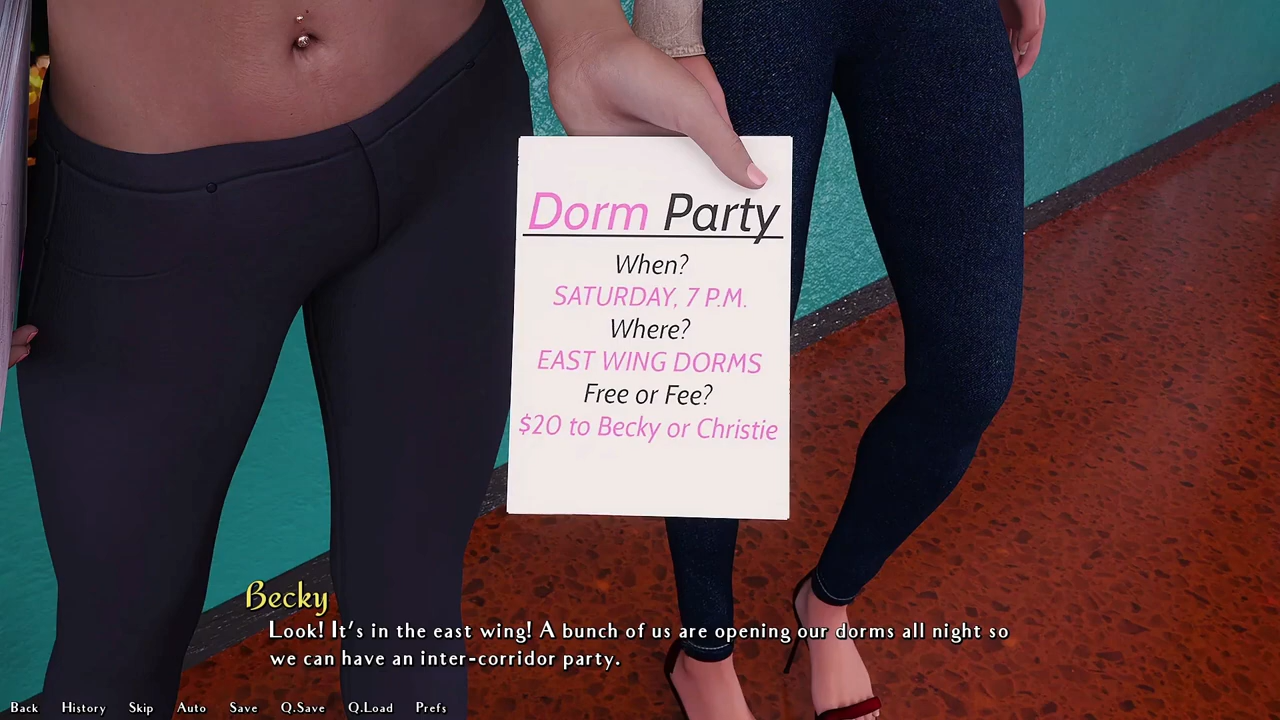 Dorm Party
When?
SATURDAY, 7 P.M.
Where?
EAST WING DORMS
Free or Fee?
$20 to Becky or Christie
Becky
Look! It's in the east wing! A bunch of us are opening our dorms all night so
we can have an inter-corridor party.
Back History Skip Auto Save Q.Save Q.Load Prefs